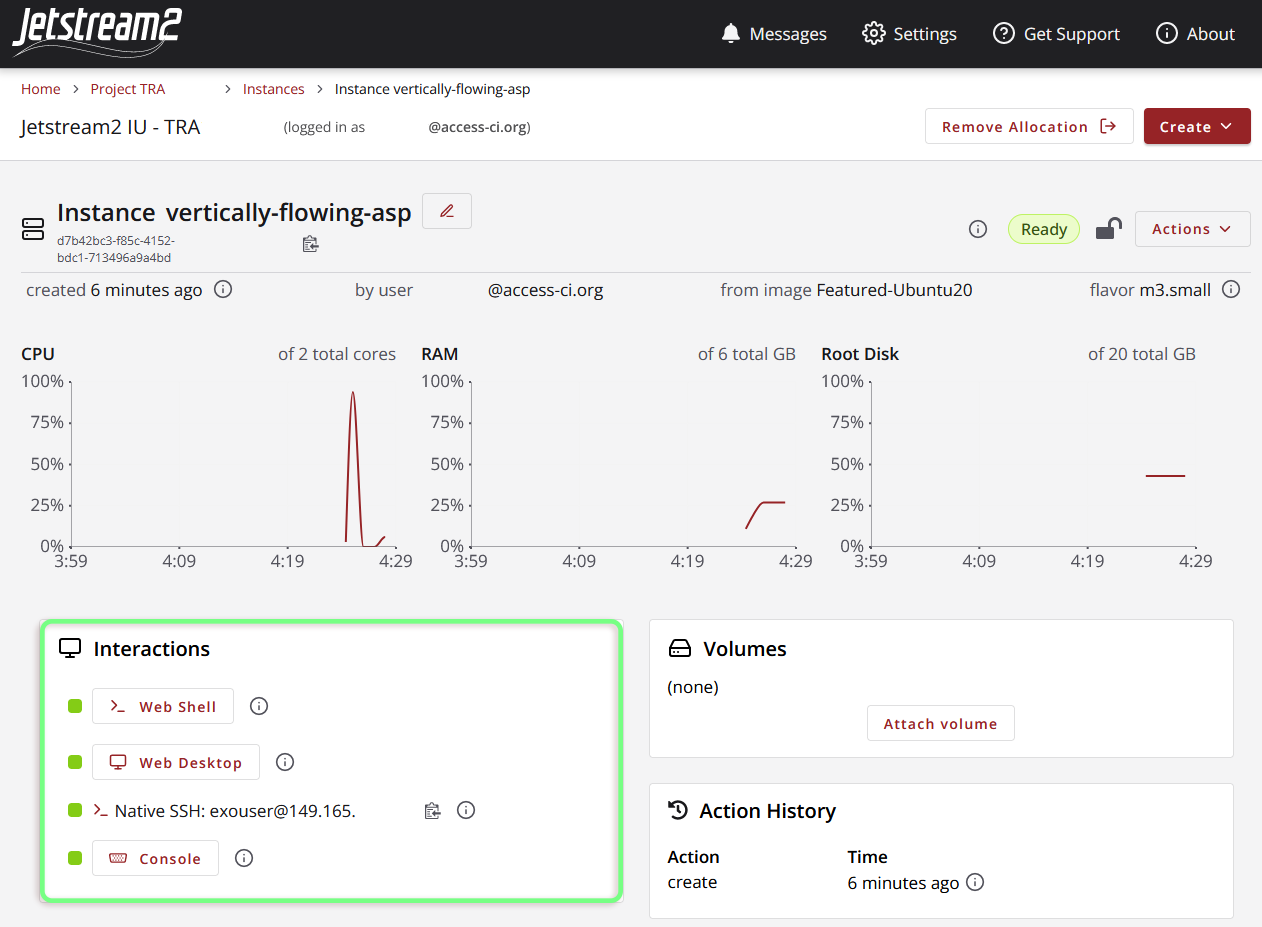 Jetstream2
Messages
Settings
Get Support
About
Home > Project TRA > Instances > Instance vertically-flowing-asp
Jetstream2 IU - TRA (logged in as @access-ci.org)
Remove Allocation
Create
Instance vertically-flowing-asp
d7b42bc3-f85c-4152-
bdc1-713496a9a4bd
Ready
Actions
created 6 minutes ago
by user @access-ci.org
from image Featured-Ubuntu20
flavor m3.small
CPU of 2 total cores
100%
75%
50%
25%
0%
3:59 4:09 4:19 4:29
RAM of 6 total GB
100%
75%
50%
25%
0%
3:59 4:09 4:19 4:29
Root Disk of 20 total GB
100%
75%
50%
25%
0%
3:59 4:09 4:19 4:29
Interactions
Web Shell
Web Desktop
Native SSH: exouser@149.165.
Console
Volumes
(none)
Attach volume
Action History
Action Time
create 6 minutes ago